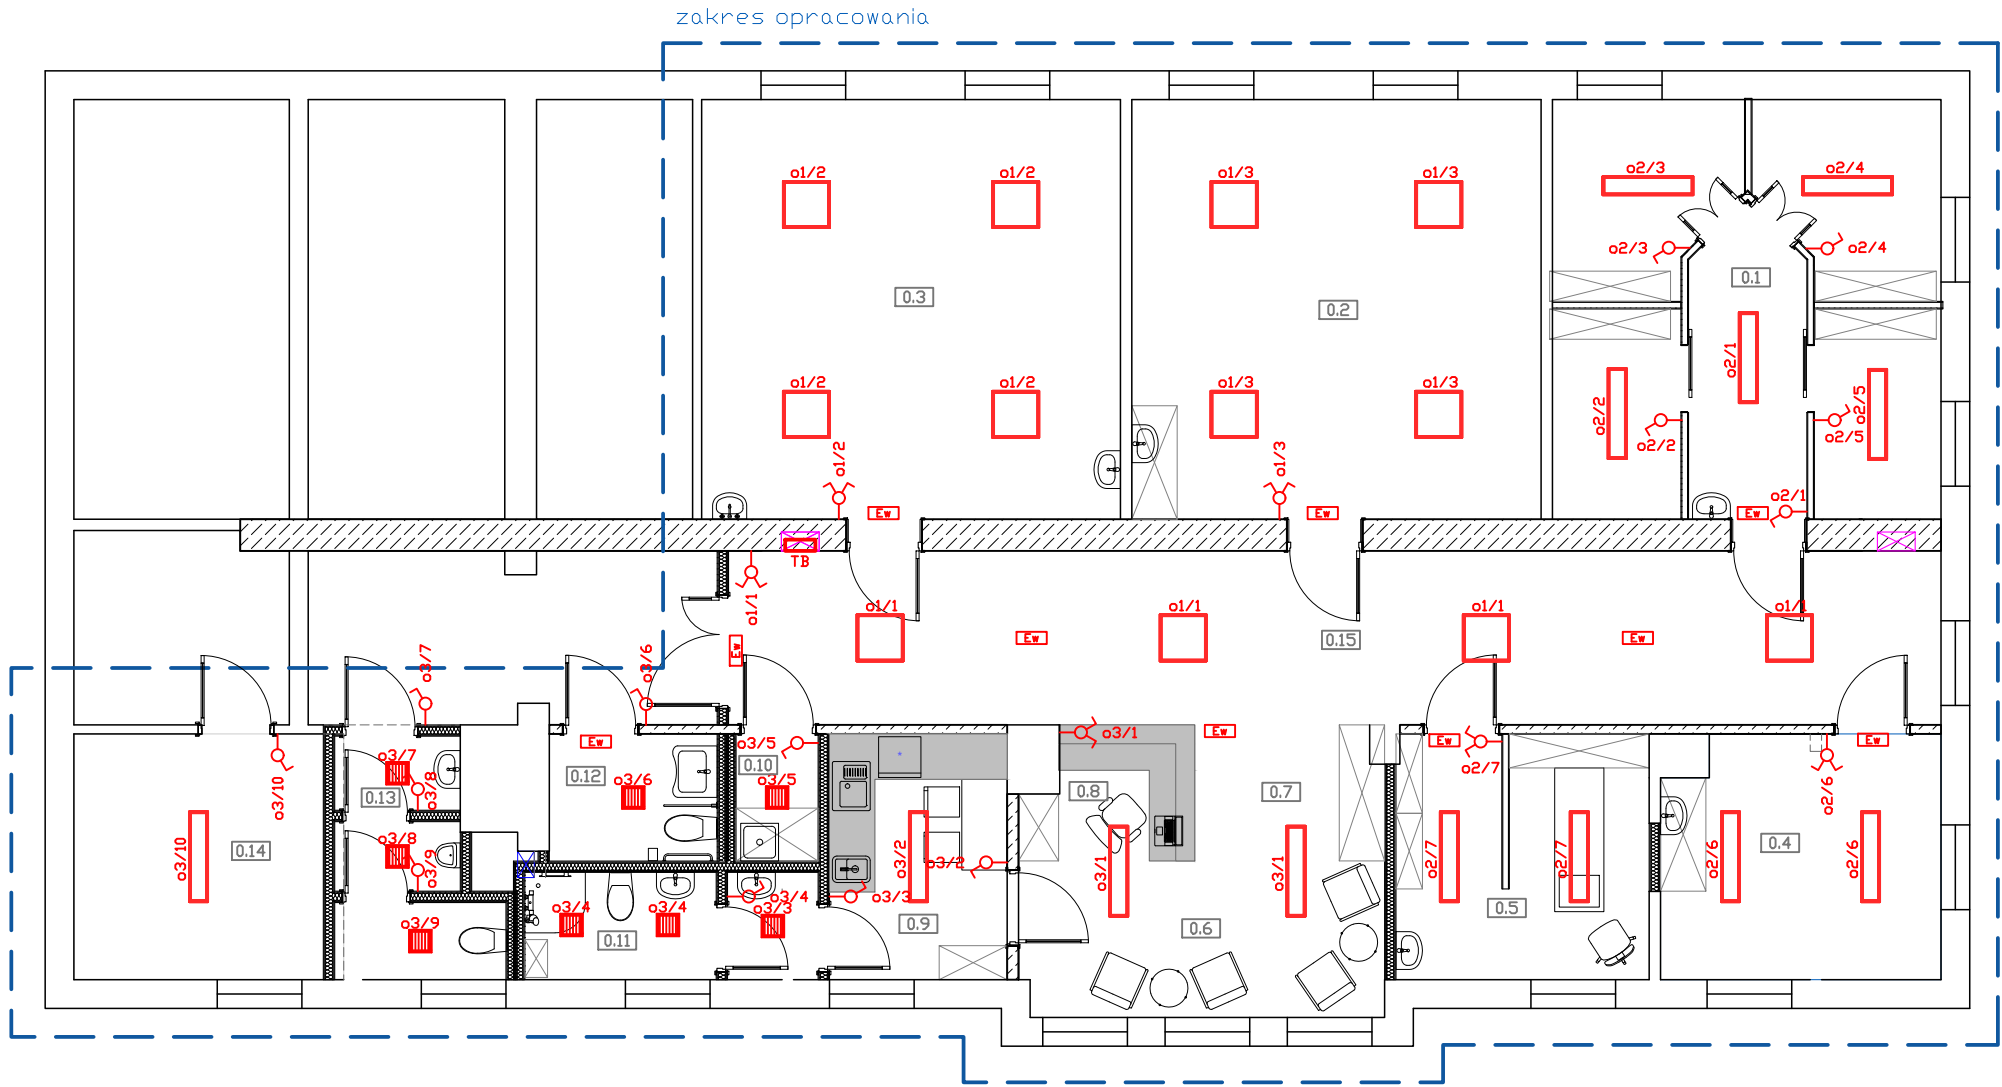 zakres opracowania
o1/2 o1/2 o1/3 o1/3 o2/3 o2/4
o2/3 o2/4
0.3 0.2 0.1
o2/1
o1/2 o1/2 o1/3 o1/3
o2/2 o2/5
o2/2 o2/5
o1/2 o1/3
o2/1
Ew Ew Ew
TB
o1/1
o1/1 o1/1 o1/1 o1/1
Ew Ew 0.15 Ew
o3/7 o3/6
o3/1 Ew
o3/5 Ew Ew Ew
o3/10 o3/7 o3/8 0.13 0.12 o3/6 0.10 o3/5 0.8 0.7 o2/7 o2/6
o3/8 o3/9
0.14 0.4
o3/10 o3/2 o3/2 o3/1 o3/1 o2/7 o2/7 o2/6 o2/6
o3/4 o3/4 o3/4 o3/3 o3/3
o3/9 0.11 0.9 0.6 0.5